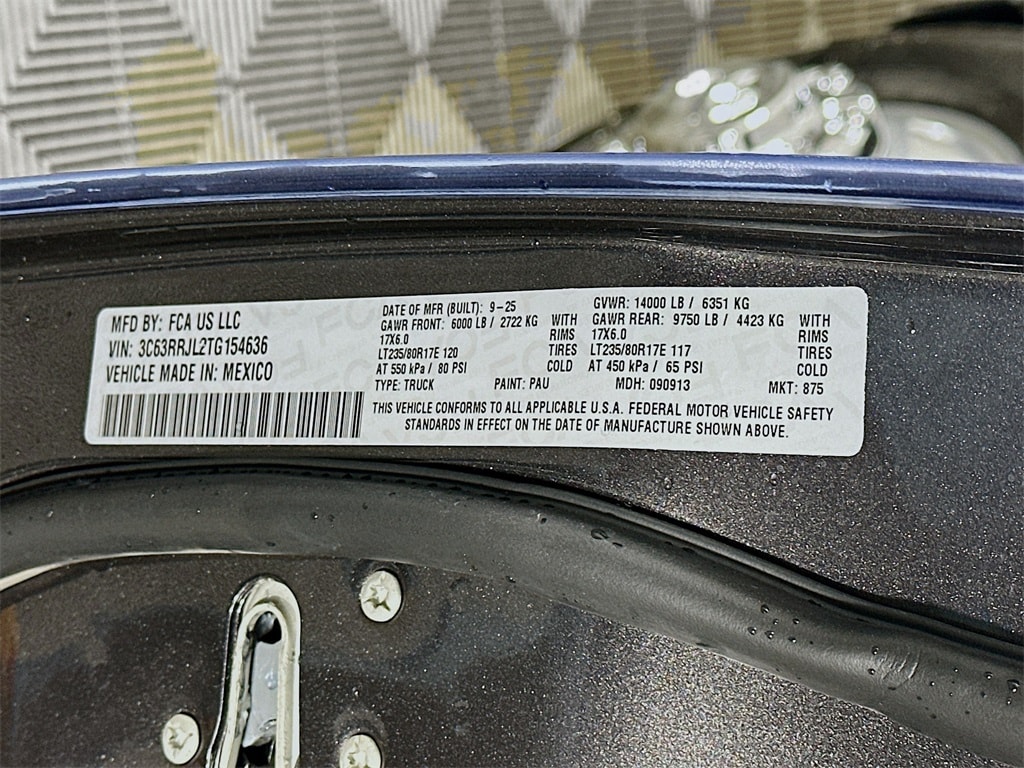 MFD BY: FCA US LLC
VIN: 3C63RRJL2TG154636
VEHICLE MADE IN: MEXICO
DATE OF MFR (BUILT): 9-25
GAWR FRONT: 6000 LB / 2722 KG WITH
17X6.0 RIMS
LT235/80R17E 120 TIRES
AT 550 kPa / 80 PSI COLD
GVWR: 14000 LB / 6351 KG
GAWR REAR: 9750 LB / 4423 KG WITH
17X6.0 RIMS
LT235/80R17E 117 TIRES
AT 450 kPa / 65 PSI COLD
TYPE: TRUCK PAINT: PAU MDH: 090913 MKT: 875
THIS VEHICLE CONFORMS TO ALL APPLICABLE U.S.A. FEDERAL MOTOR VEHICLE SAFETY
STANDARDS IN EFFECT ON THE DATE OF MANUFACTURE SHOWN ABOVE.